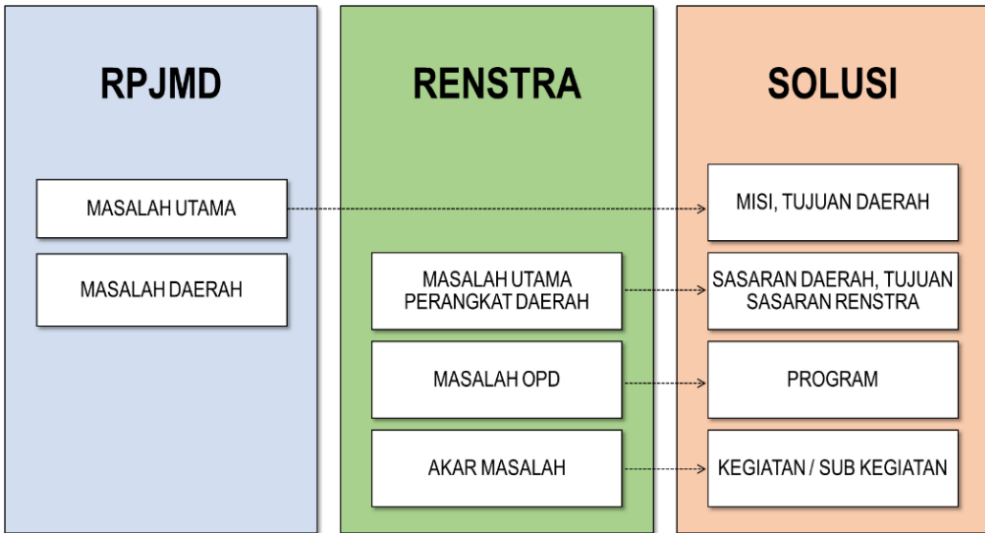 RPJMD
MASALAH UTAMA
MASALAH DAERAH
RENSTRA
MASALAH UTAMA
PERANGKAT DAERAH
MASALAH OPD
AKAR MASALAH
SOLUSI
MISI, TUJUAN DAERAH
SASARAN DAERAH, TUJUAN
SASARAN RENSTRA
PROGRAM
KEGIATAN / SUB KEGIATAN